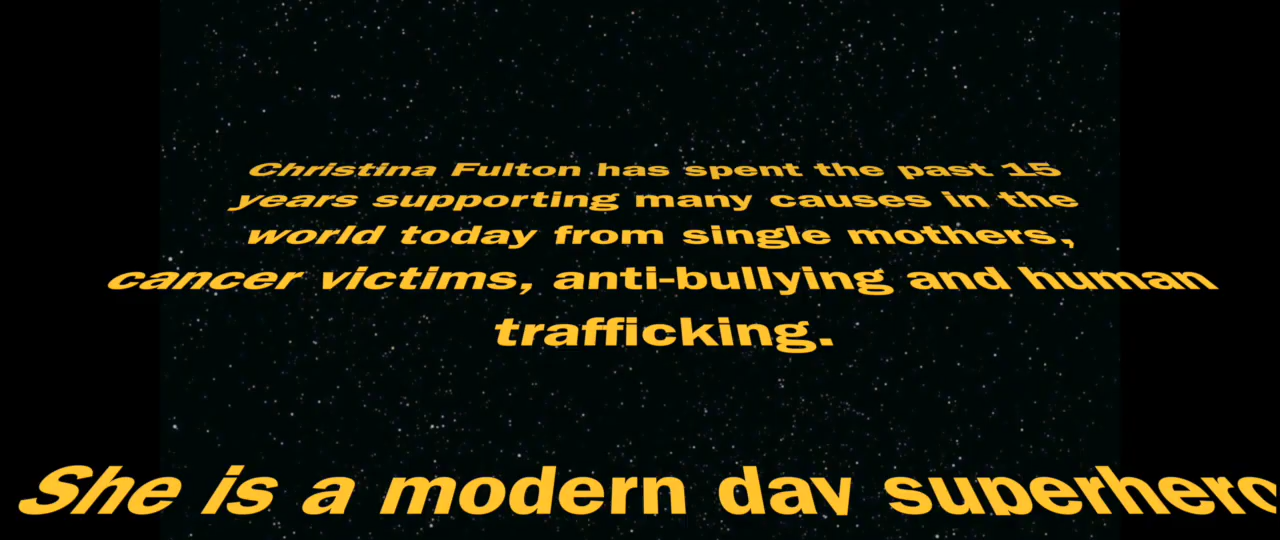 Christina Fulton has spent the past 15
years supporting many causes in the
world today from single mothers,
cancer victims, anti-bullying and human
trafficking.
She is a modern day superhero